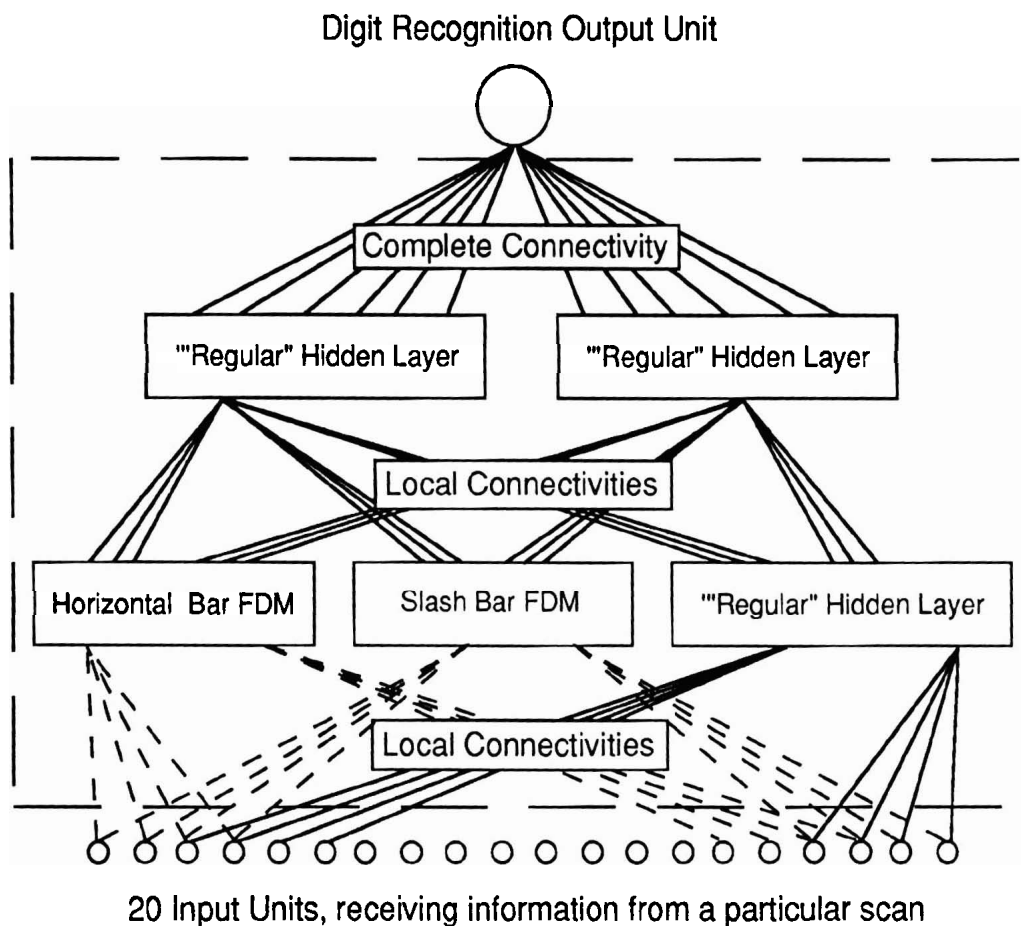 Digit Recognition Output Unit
Complete Connectivity
'"Regular" Hidden Layer
'"Regular" Hidden Layer
Local Connectivities
Horizontal Bar FDM
Slash Bar FDM
'"Regular" Hidden Layer
Local Connectivities
20 Input Units, receiving information from a particular scan